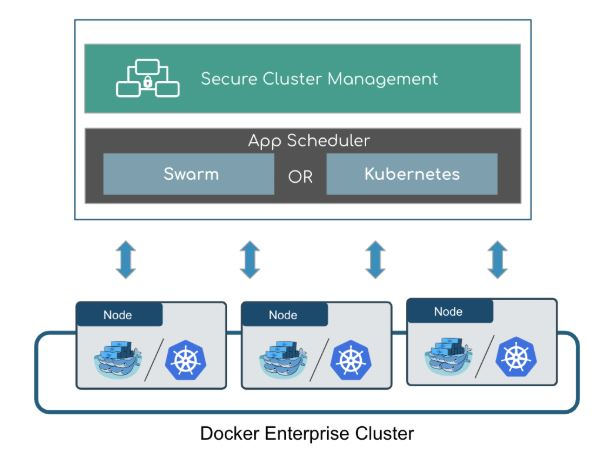 Secure Cluster Management
App Scheduler
Swarm OR Kubernetes
Node Node Node
Docker Enterprise Cluster